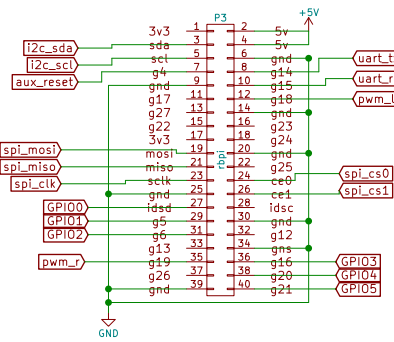 +5V
P3
3v3 1 2 5v
i2c_sda sda 3 4 5v
i2c_scl scl 5 6 gnd
aux_reset g4 7 8 g14 uart_t
gnd 9 10 g15 uart_r
g17 11 12 g18 pwm_l
g27 13 14 gnd
g22 15 16 g23
3v3 17 18 g24
spi_mosi mosi 19 20 gnd
spi_miso miso 21 22 g25
spi_clk sclk 23 24 ce0 spi_cs0
gnd 25 26 ce1 spi_cs1
GPIO0 idsd 27 28 idsc
GPIO1 g5 29 30 gnd
GPIO2 g6 31 32 g12
g13 33 34 gns
pwm_r g19 35 36 g16 GPIO3
g26 37 38 g20 GPIO4
gnd 39 40 g21 GPIO5
rbpi
GND